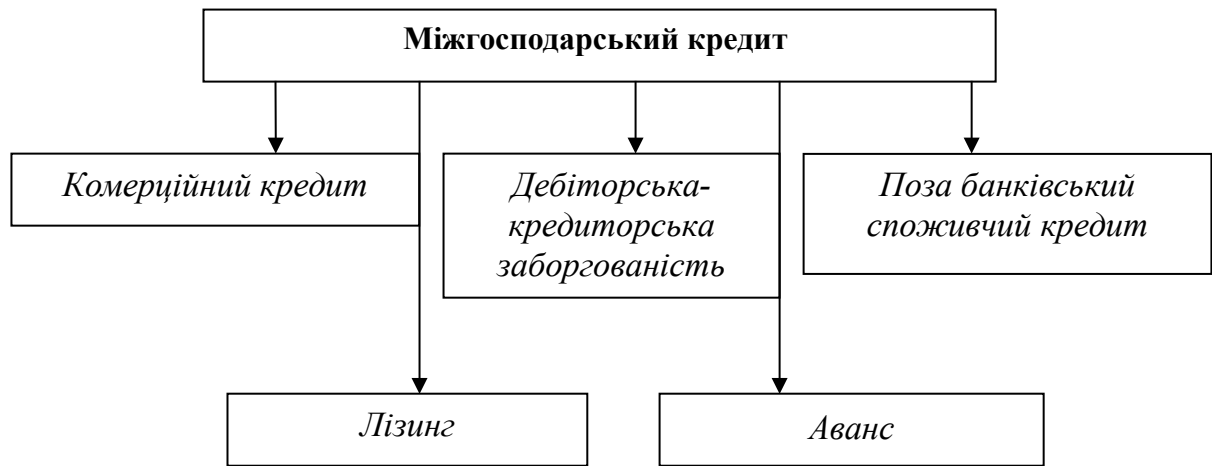 Міжгосподарський кредит
Комерційний кредит
Дебіторська-
кредиторська
заборгованість
Поза банківський
споживчий кредит
Лізинг
Аванс